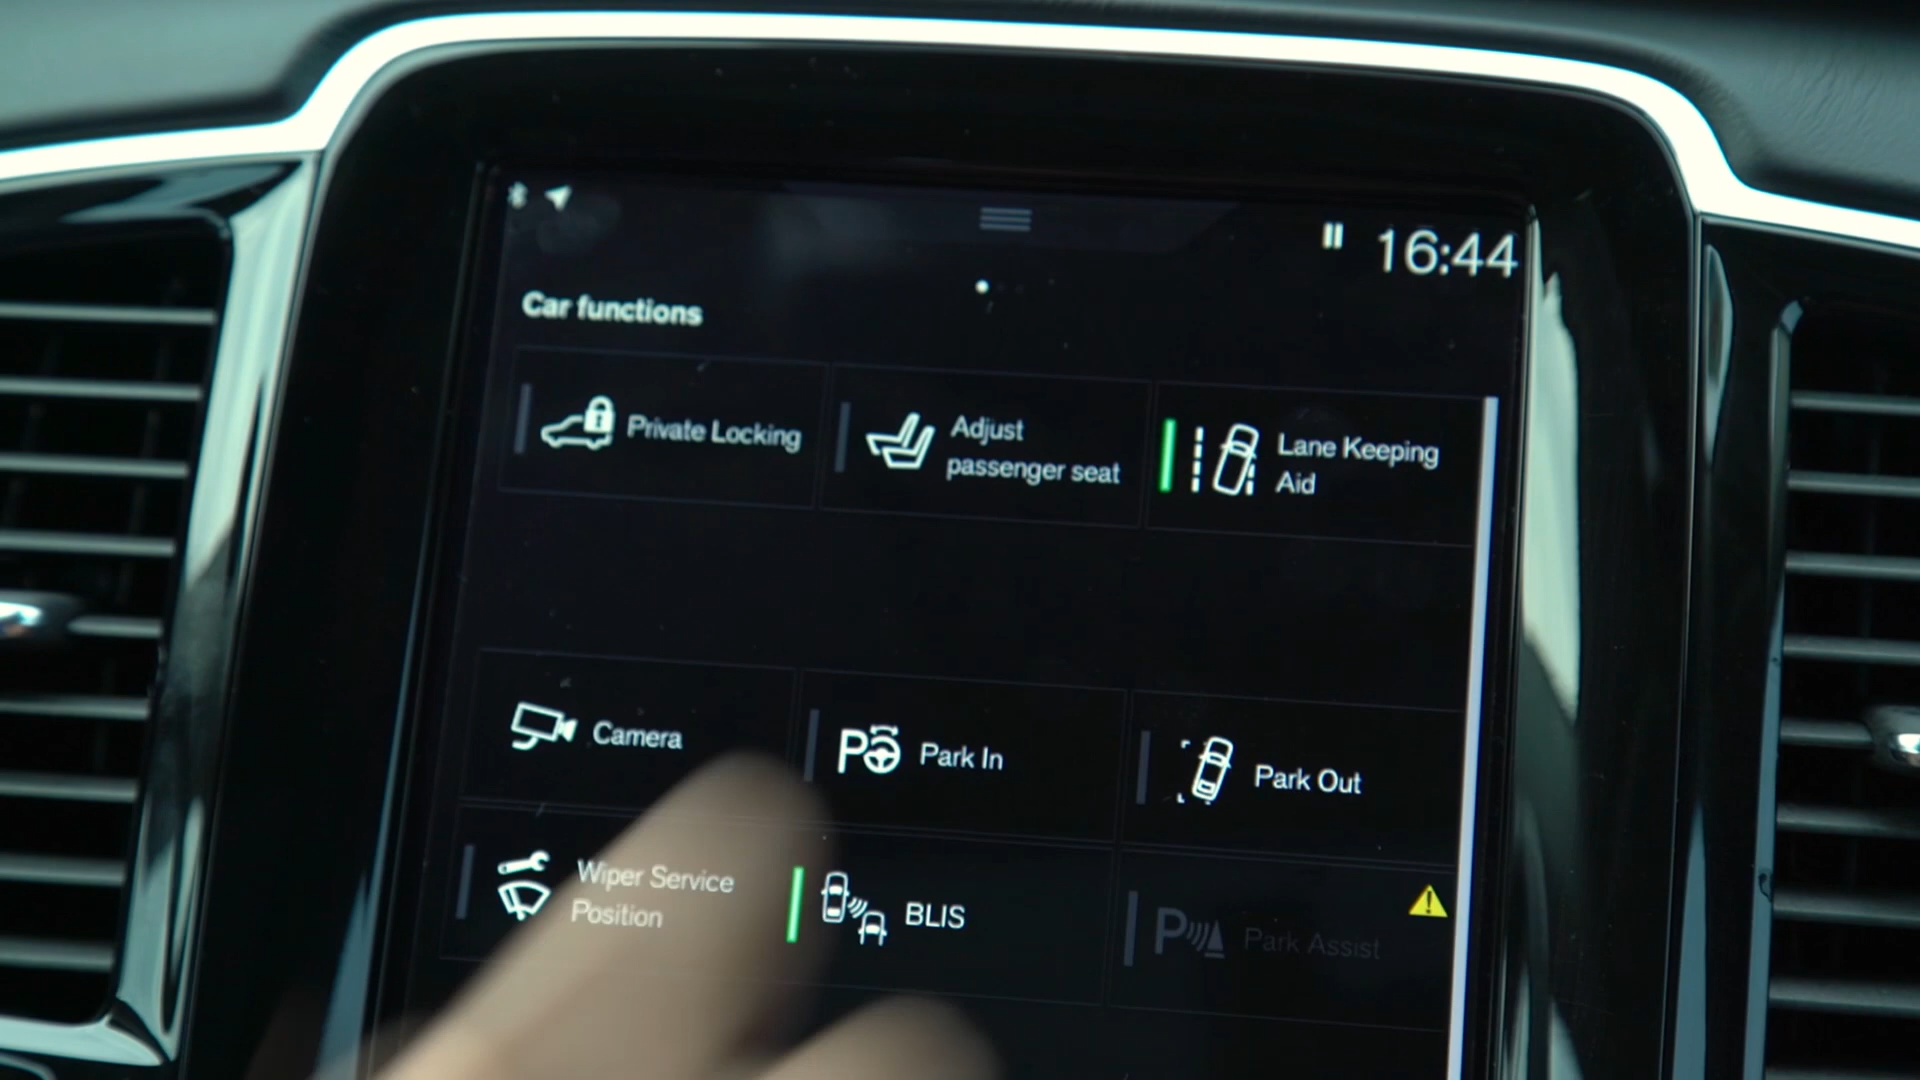 16:44
Car functions
Private Locking
Adjust
passenger seat
Lane Keeping
Aid
Camera
Park In
Park Out
Wiper Service
Position
BLIS
Park Assist